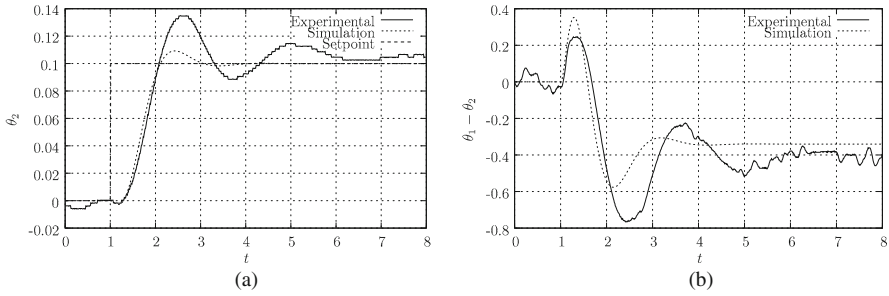 0.14
0.12
0.1
0.08
0.06
0.04
0.02
0
-0.02
θ2
Experimental
Simulation
Setpoint
0 1 2 3 4 5 6 7 8
t
(a)
0.4
0.2
0
-0.2
-0.4
-0.6
-0.8
θ1 − θ2
Experimental
Simulation
0 1 2 3 4 5 6 7 8
t
(b)